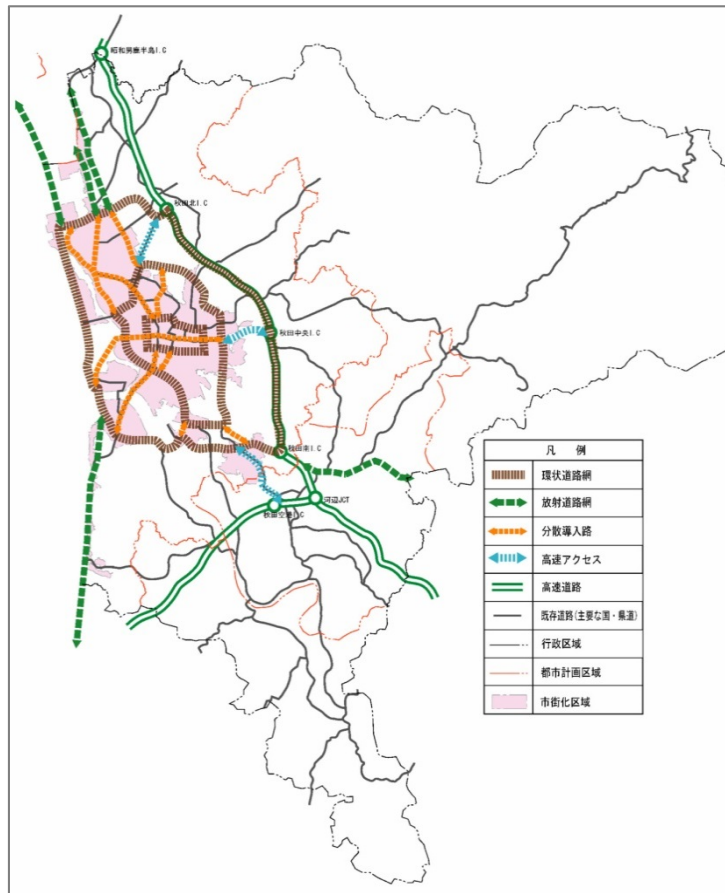 昭和男鹿半島I.C
秋田北I.C
秋田中央I.C
秋田南I.C
河辺JCT
秋田空港I.C
凡 例
環状道路網
放射道路網
分散導入路
高速アクセス
高速道路
既存道路(主要な国・県道)
行政区域
都市計画区域
市街化区域